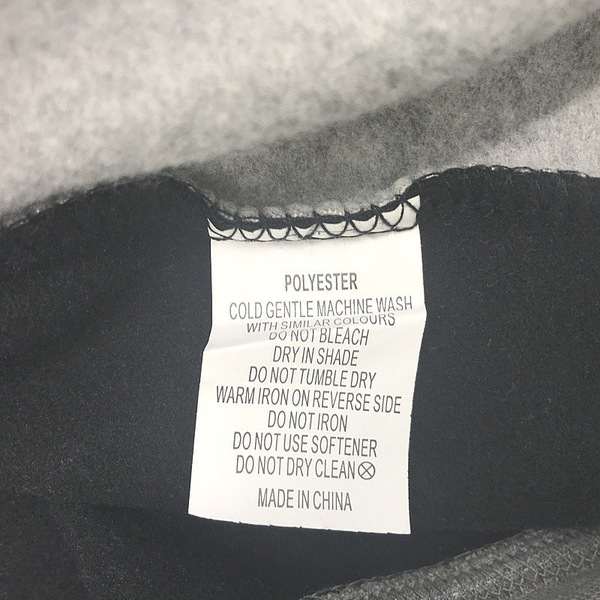 POLYESTER
COLD GENTLE MACHINE WASH
WITH SIMILAR COLOURS
DO NOT BLEACH
DRY IN SHADE
DO NOT TUMBLE DRY
WARM IRON ON REVERSE SIDE
DO NOT IRON
DO NOT USE SOFTENER
DO NOT DRY CLEAN
MADE IN CHINA